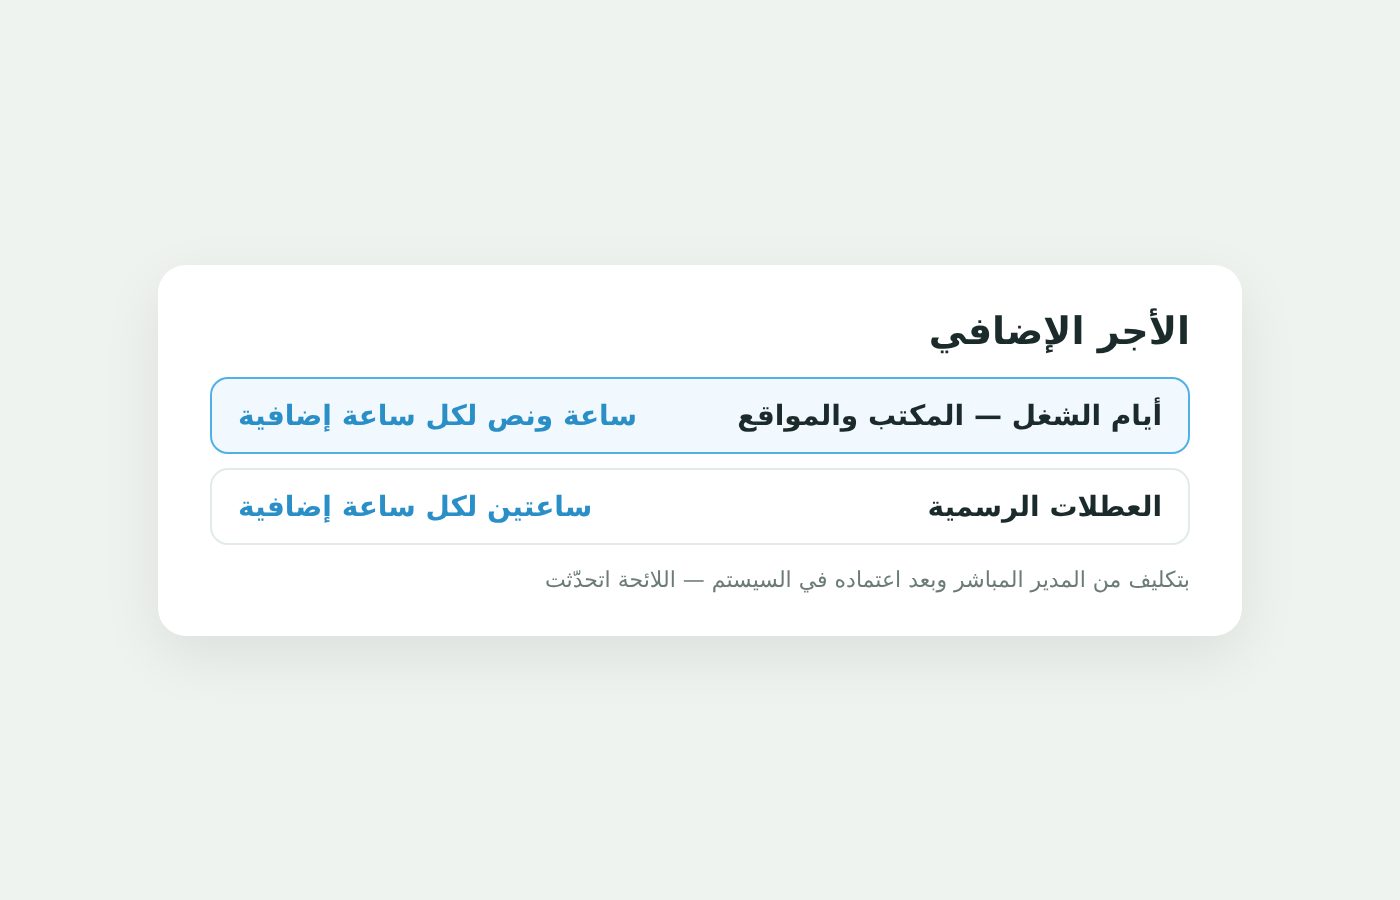 الأجر الإضافي
أيام الشغل — المكتب والمواقع ساعة ونص لكل ساعة إضافية
العطلات الرسمية ساعتين لكل ساعة إضافية
بتكليف من المدير المباشر وبعد اعتماده في السيستم — اللائحة اتحدّثت